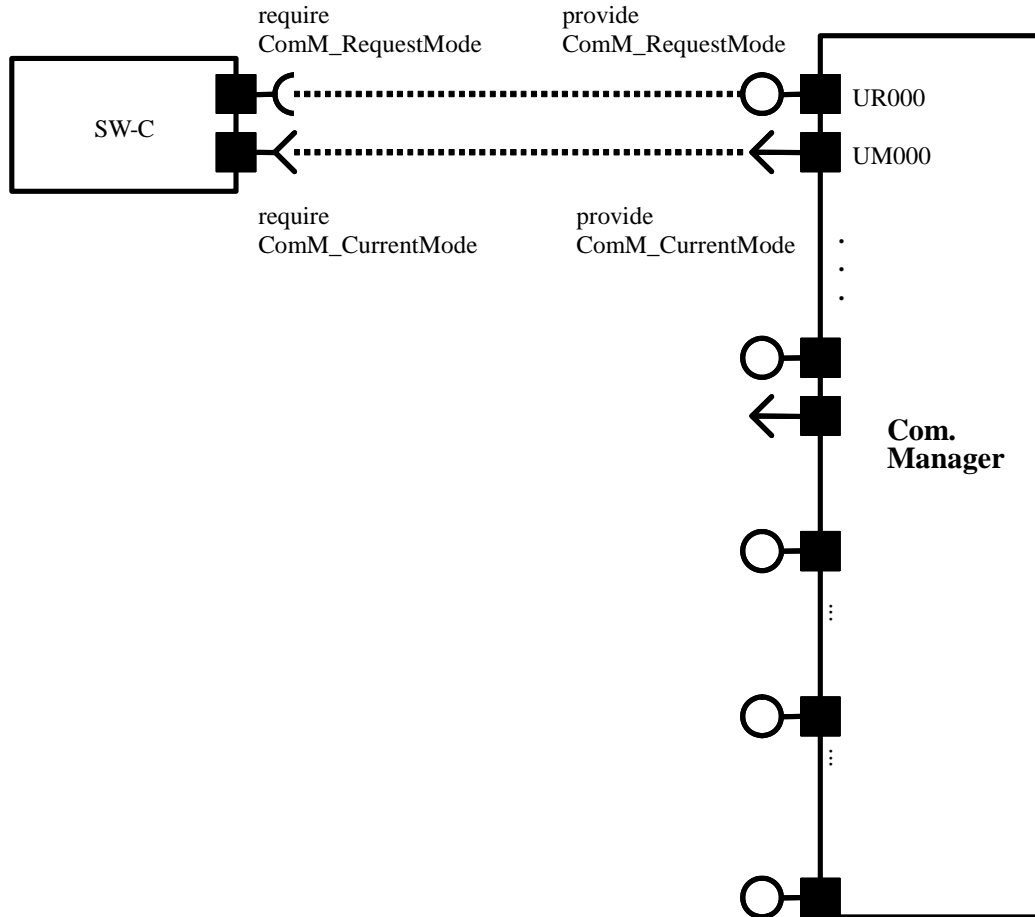 require
ComM_RequestMode
provide
ComM_RequestMode
SW-C
UR000
UM000
require
ComM_CurrentMode
provide
ComM_CurrentMode
Com.
Manager